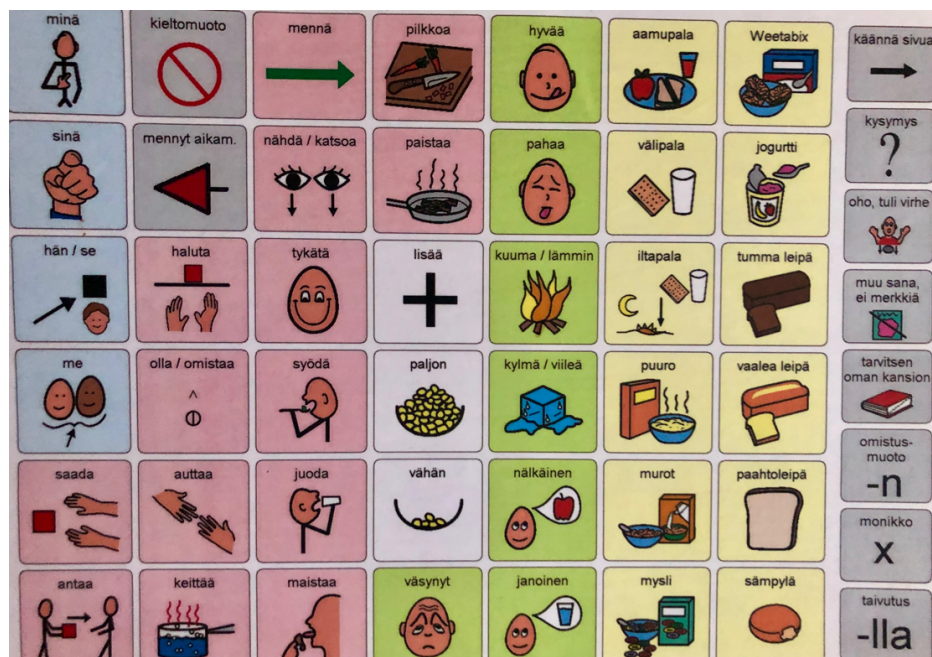 minä
kieltomuoto
mennä
pilkkoa
hyvää
aamupala
Weetabix
käännä sivua
sinä
mennyt aikam.
nähdä / katsoa
paistaa
pahaa
välipala
jogurtti
kysymys
?
oho, tuli virhe
hän / se
haluta
tykätä
lisää
kuuma / lämmin
iltapala
tumma leipä
muu sana,
ei merkkiä
me
olla / omistaa
syödä
paljon
kylmä / viileä
puuro
vaalea leipä
tarvitsen
oman kansion
saada
auttaa
juoda
vähän
nälkäinen
murot
paahtoleipä
omistus-
muoto
-n
monikko
x
antaa
keittää
maistaa
väsynyt
janoinen
mysli
sämpylä
taivutus
-lla